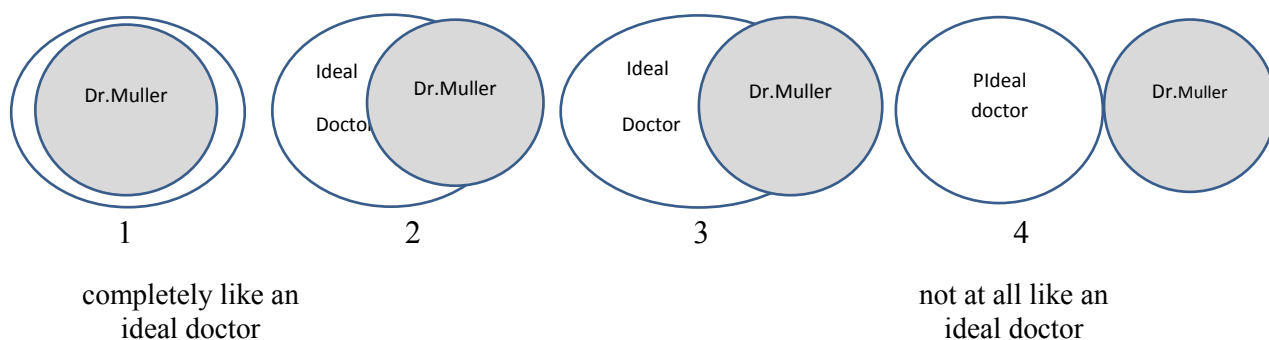 Dr.Muller
Ideal
Doctor
Dr.Muller
Ideal
Doctor
Dr.Muller
PIdeal
doctor
Dr.Muller
1
2
3
4
completely like an
ideal doctor
not at all like an
ideal doctor